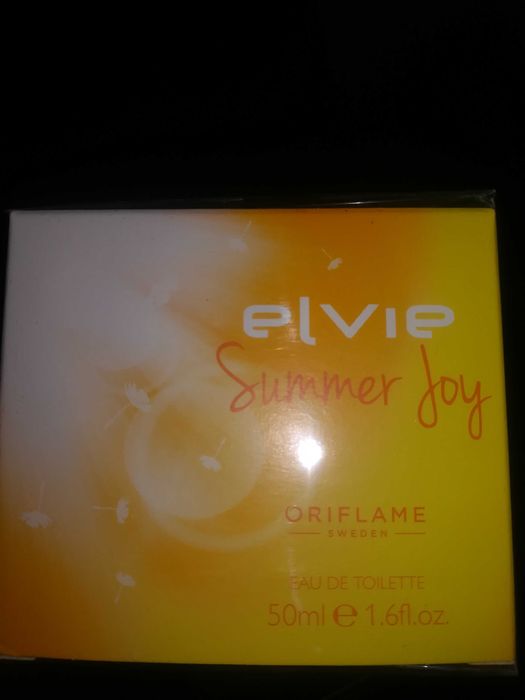 elvie
Summer Joy
ORIFLAME
SWEDEN
EAU DE TOILETTE
50ml e 1.6fl.oz.